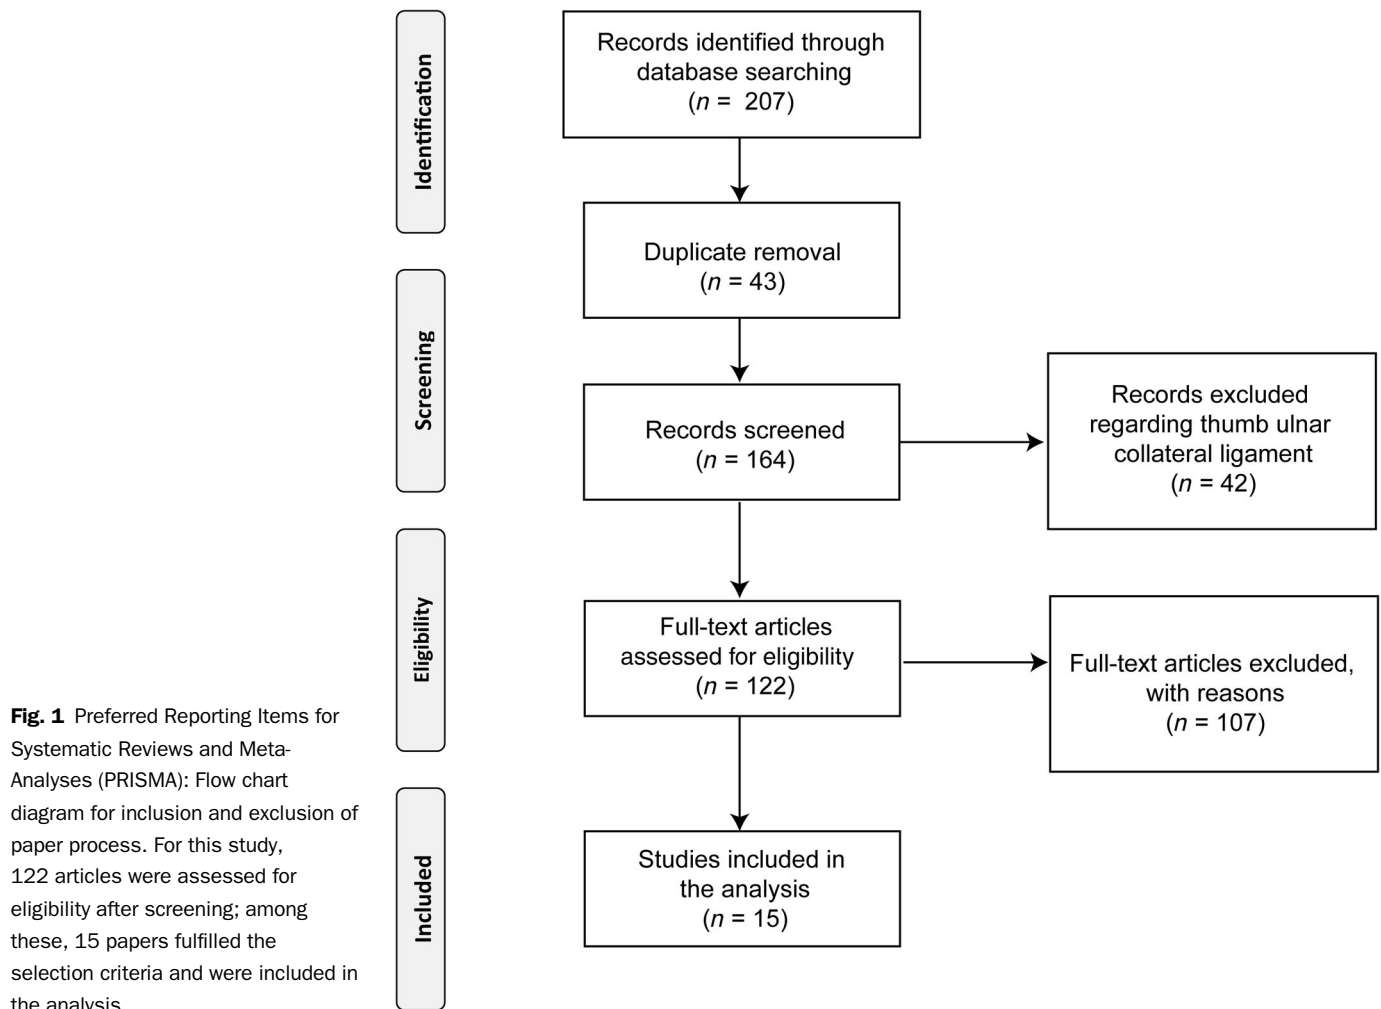 Identification
Records identified through
database searching
(n = 207)
Duplicate removal
(n = 43)
Screening
Records screened
(n = 164)
Records excluded
regarding thumb ulnar
collateral ligament
(n = 42)
Eligibility
Full-text articles
assessed for eligibility
(n = 122)
Full-text articles excluded,
with reasons
(n = 107)
Included
Studies included in
the analysis
(n = 15)
Fig. 1 Preferred Reporting Items for
Systematic Reviews and Meta-
Analyses (PRISMA): Flow chart
diagram for inclusion and exclusion of
paper process. For this study,
122 articles were assessed for
eligibility after screening; among
these, 15 papers fulfilled the
selection criteria and were included in
the analysis.